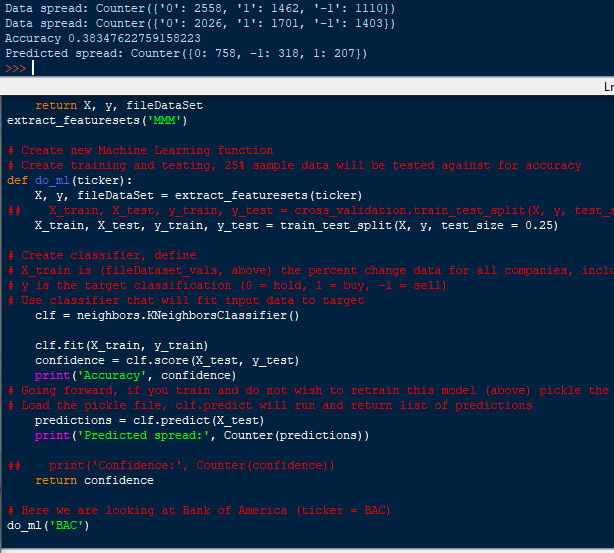 Data spread: Counter({'0': 2558, '1': 1462, '-1': 1110})
Data spread: Counter({'0': 2026, '1': 1701, '-1': 1403})
Accuracy 0.38347622759158223
Predicted spread: Counter({0: 758, -1: 318, 1: 207})
>>>
return X, y, fileDataSet
extract_featuresets('MMM')
# Create new Machine Learning function
# Create training and testing, 25% sample data will be tested against for accuracy
def do_ml(ticker):
X, y, fileDataSet = extract_featuresets(ticker)
## X_train, X_test, y_train, y_test = cross_validation.train_test_split(X, y, test_s
X_train, X_test, y_train, y_test = train_test_split(X, y, test_size = 0.25)
# Create classifier, define
# X_train is (fileDataset_vals, above) the percent change data for all companies, inclu
# y is the target classification (0 = hold, 1 = buy, -1 = sell)
# Use classifier that will fit input data to target
clf = neighbors.KNeighborsClassifier()
clf.fit(X_train, y_train)
confidence = clf.score(X_test, y_test)
print('Accuracy', confidence)
# Going forward, if you train and do not wish to retrain this model (above) pickle the
# Load the pickle file, clf.predict will run and return list of predictions
predictions = clf.predict(X_test)
print('Predicted spread:', Counter(predictions))
## print('Confidence:', Counter(confidence))
return confidence
# Here we are looking at Bank of America (ticker = BAC)
do_ml('BAC')